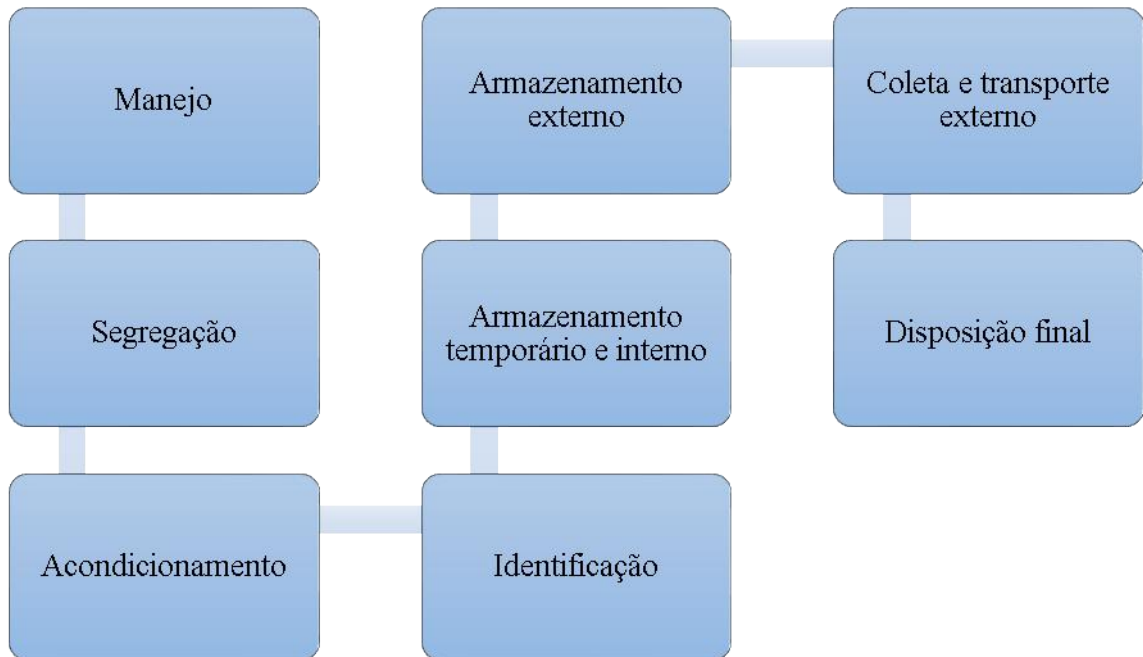 Manejo
Segregação
Acondicionamento
Identificação
Armazenamento
temporário e interno
Armazenamento
externo
Coleta e transporte
externo
Disposição final